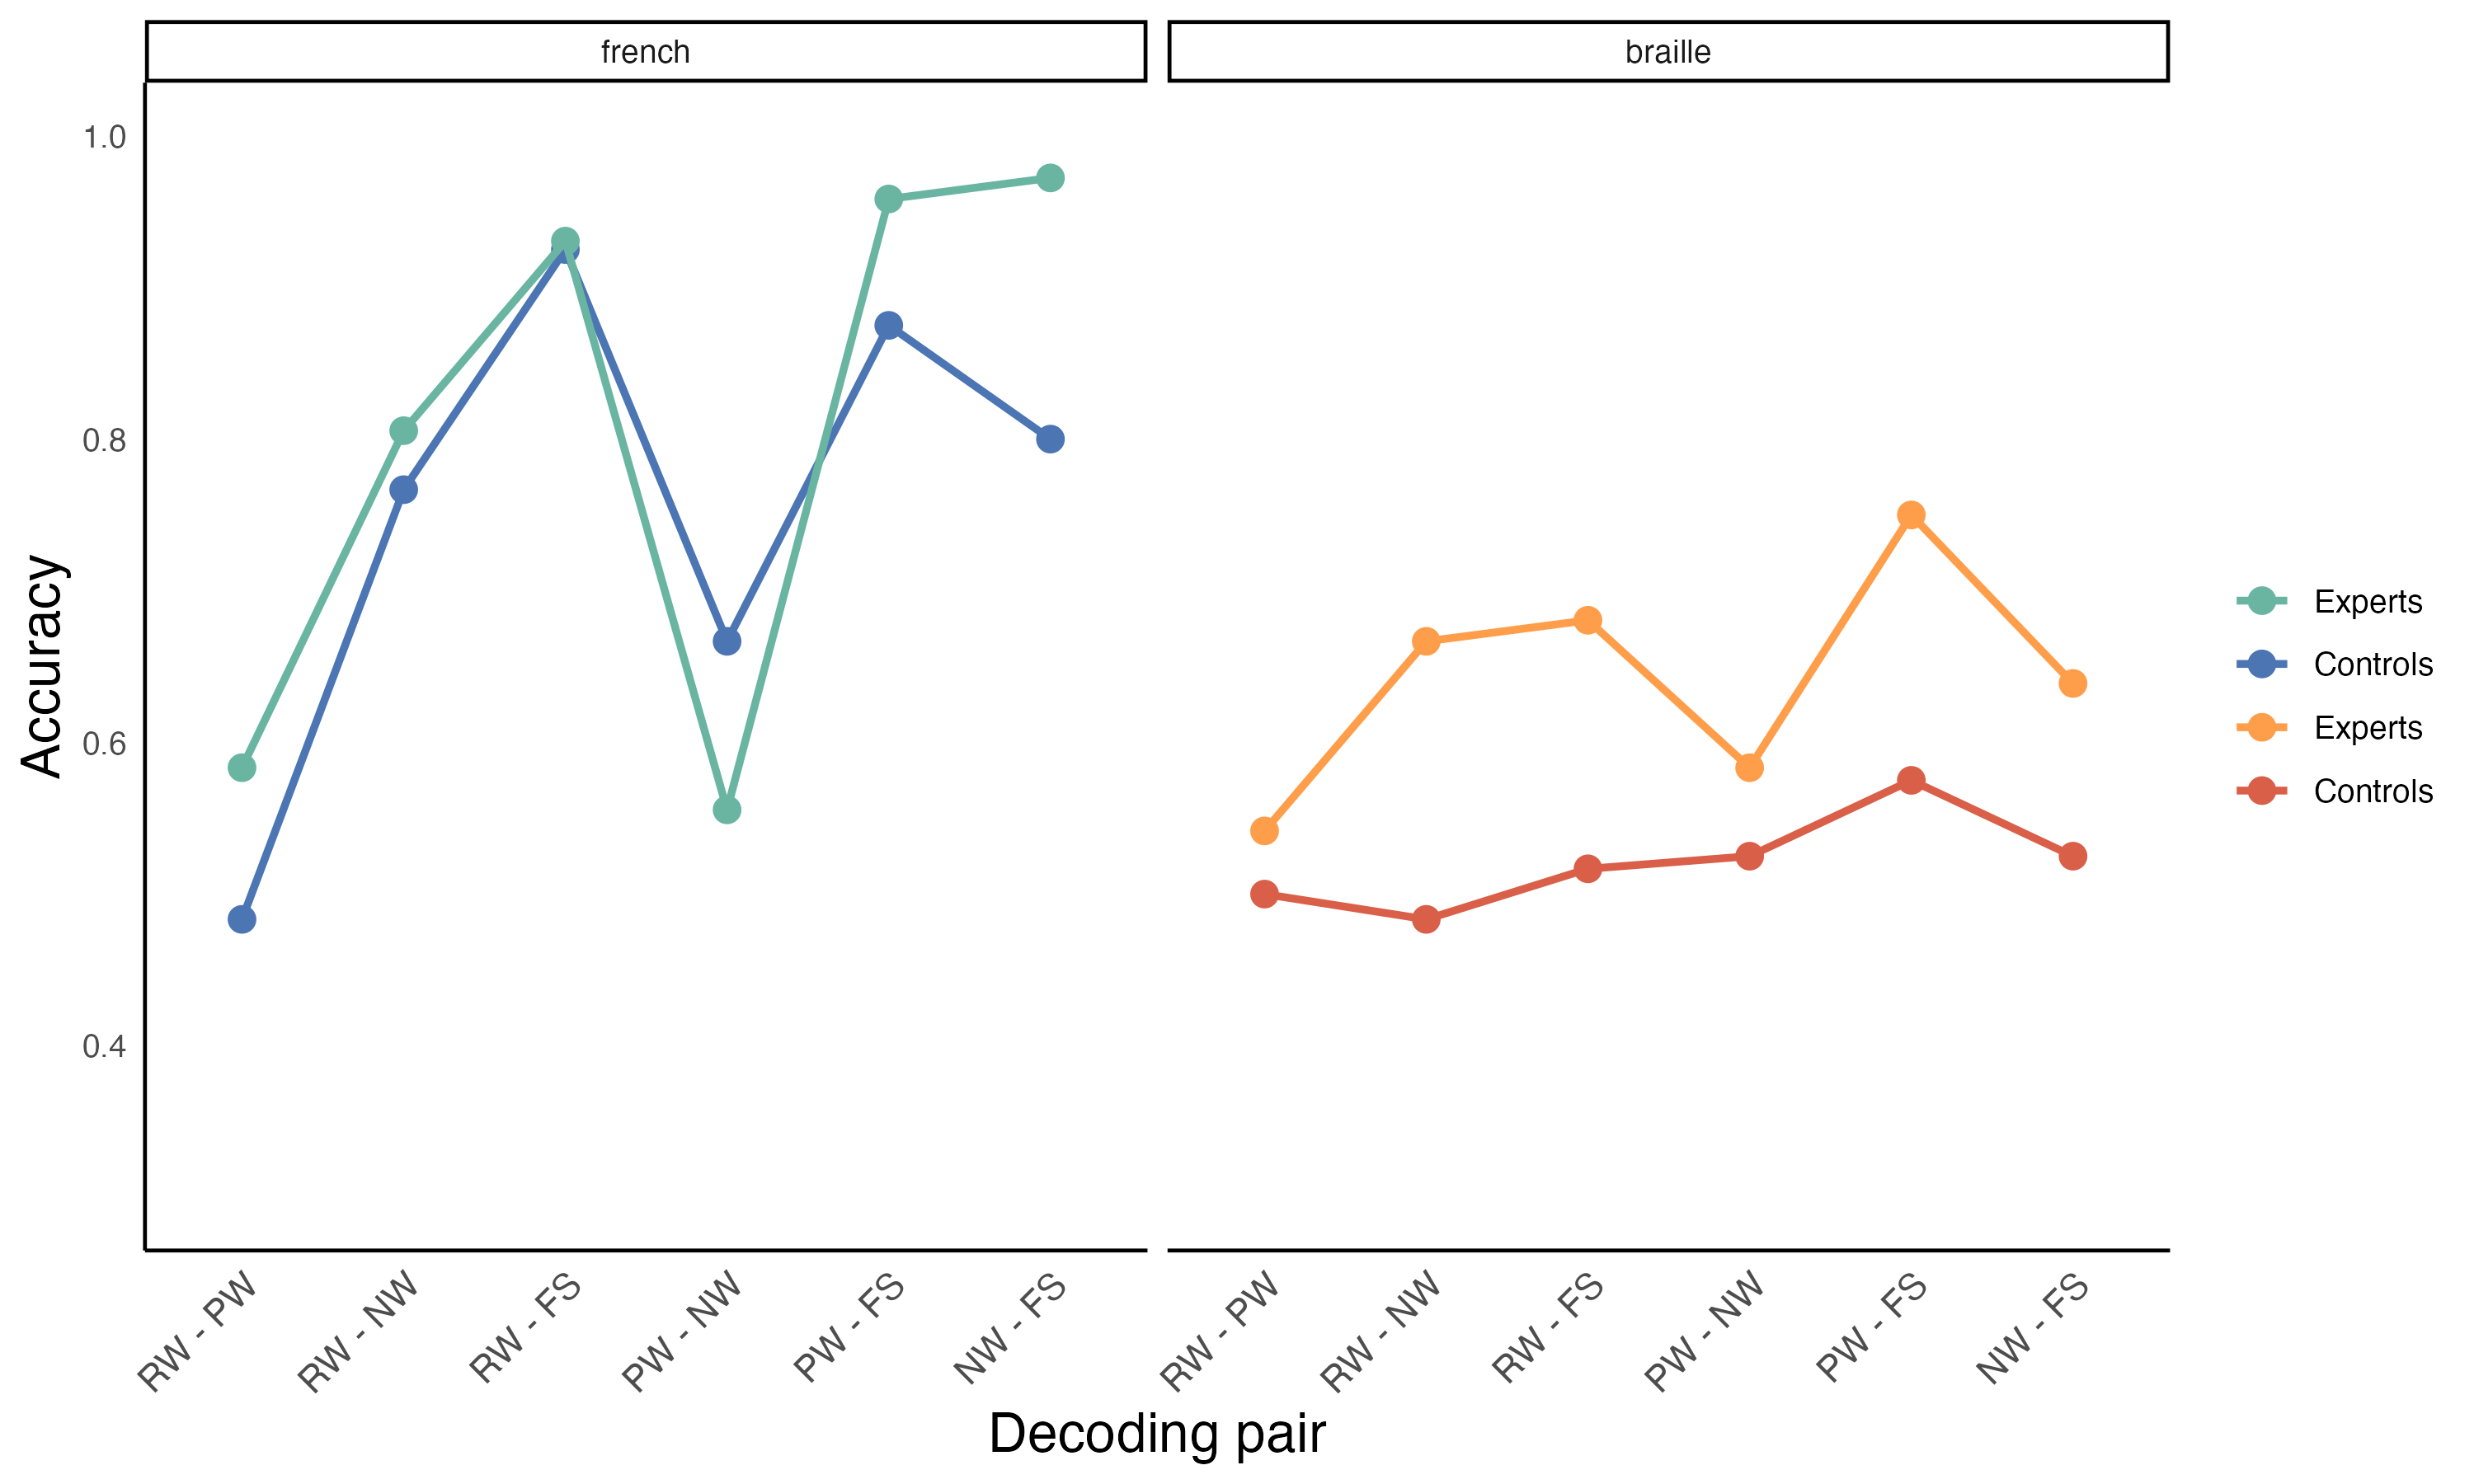 french
braille
Accuracy
1.0
0.8
0.6
0.4
RW - PW
RW - NW
RW - FS
PW - NW
PW - FS
NW - FS
RW - PW
RW - NW
RW - FS
PW - NW
PW - FS
NW - FS
Decoding pair
Experts
Controls
Experts
Controls